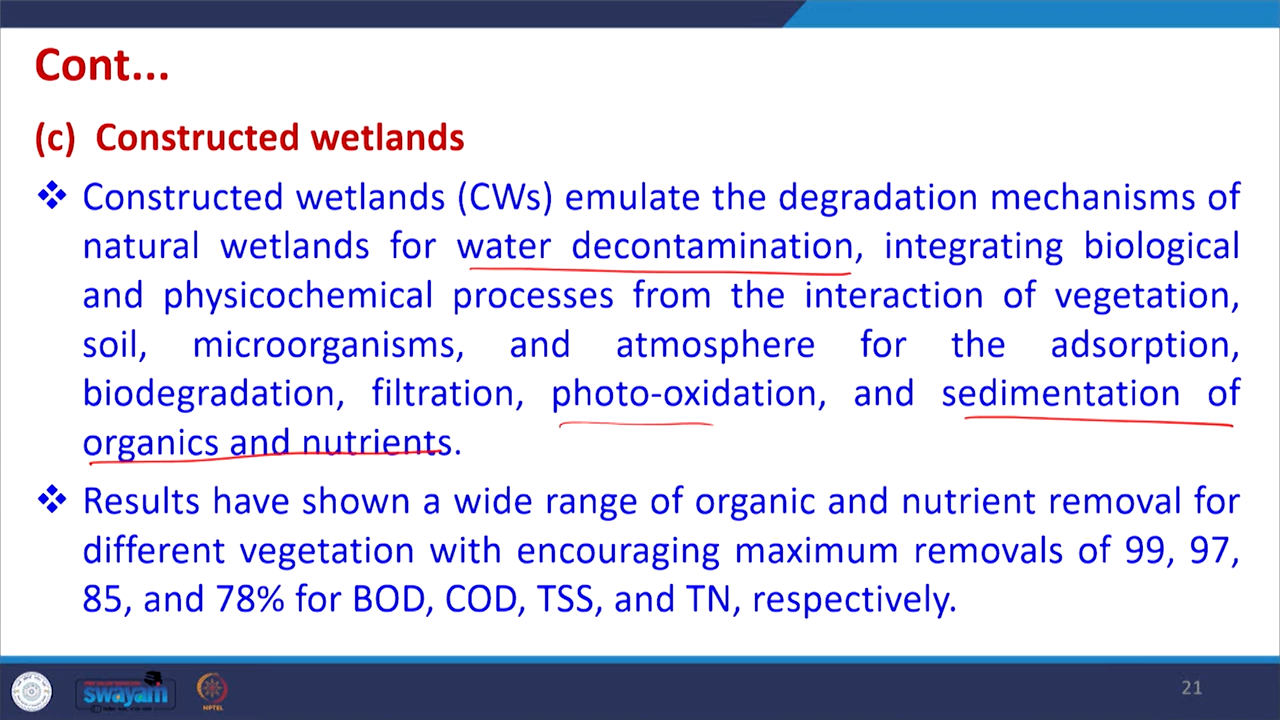 Cont...
(c) Constructed wetlands
Constructed wetlands (CWs) emulate the degradation mechanisms of
natural wetlands for water decontamination, integrating biological
and physicochemical processes from the interaction of vegetation,
soil, microorganisms, and atmosphere for the adsorption,
biodegradation, filtration, photo-oxidation, and sedimentation of
organics and nutrients.
Results have shown a wide range of organic and nutrient removal for
different vegetation with encouraging maximum removals of 99, 97,
85, and 78% for BOD, COD, TSS, and TN, respectively.
swayam
NPTEL
21